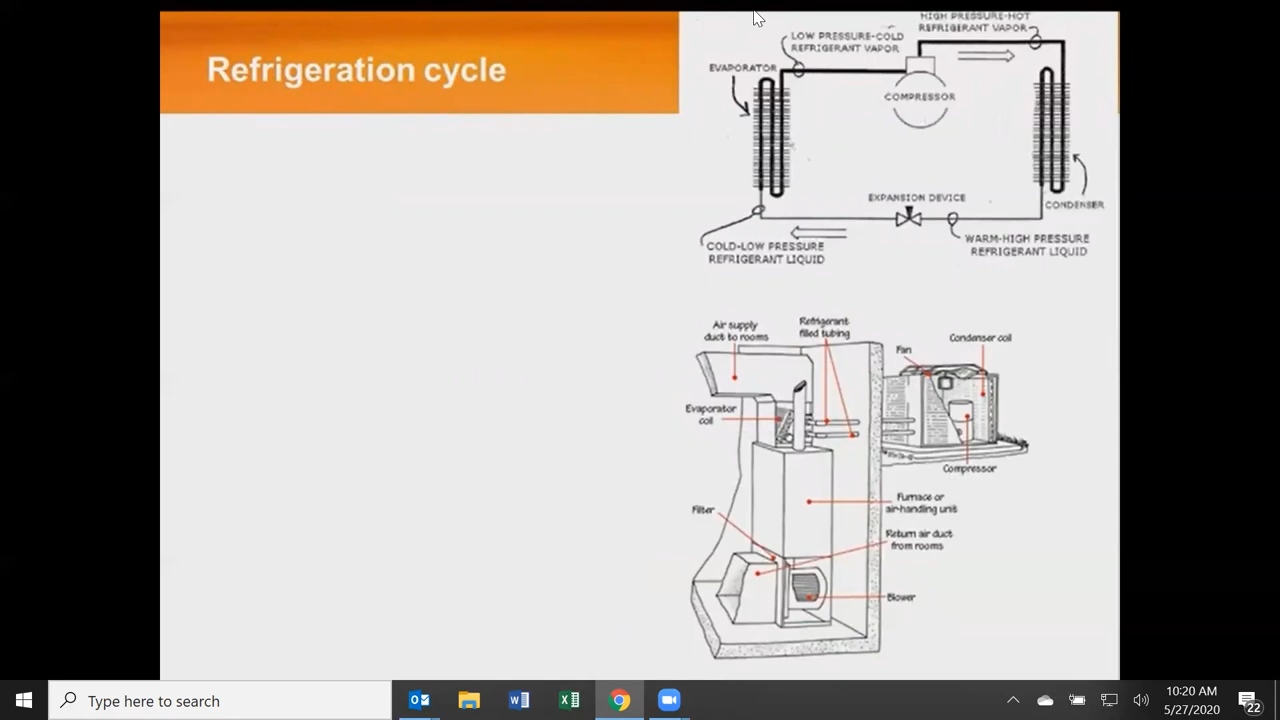 Refrigeration cycle
HIGH PRESSURE-HOT
REFRIGERANT VAPOR
LOW PRESSURE-COLD
REFRIGERANT VAPOR
EVAPORATOR
COMPRESSOR
EXPANSION DEVICE
CONDENSER
COLD-LOW PRESSURE
REFRIGERANT LIQUID
WARM-HIGH PRESSURE
REFRIGERANT LIQUID
Air supply
duct to rooms
Refrigerant
filled tubing
Condenser coil
Fan
Evaporator
coil
Compressor
Filter
Furnace or
air-handling unit
Return air duct
from rooms
Blower
Type here to search
10:20 AM
5/27/2020
22